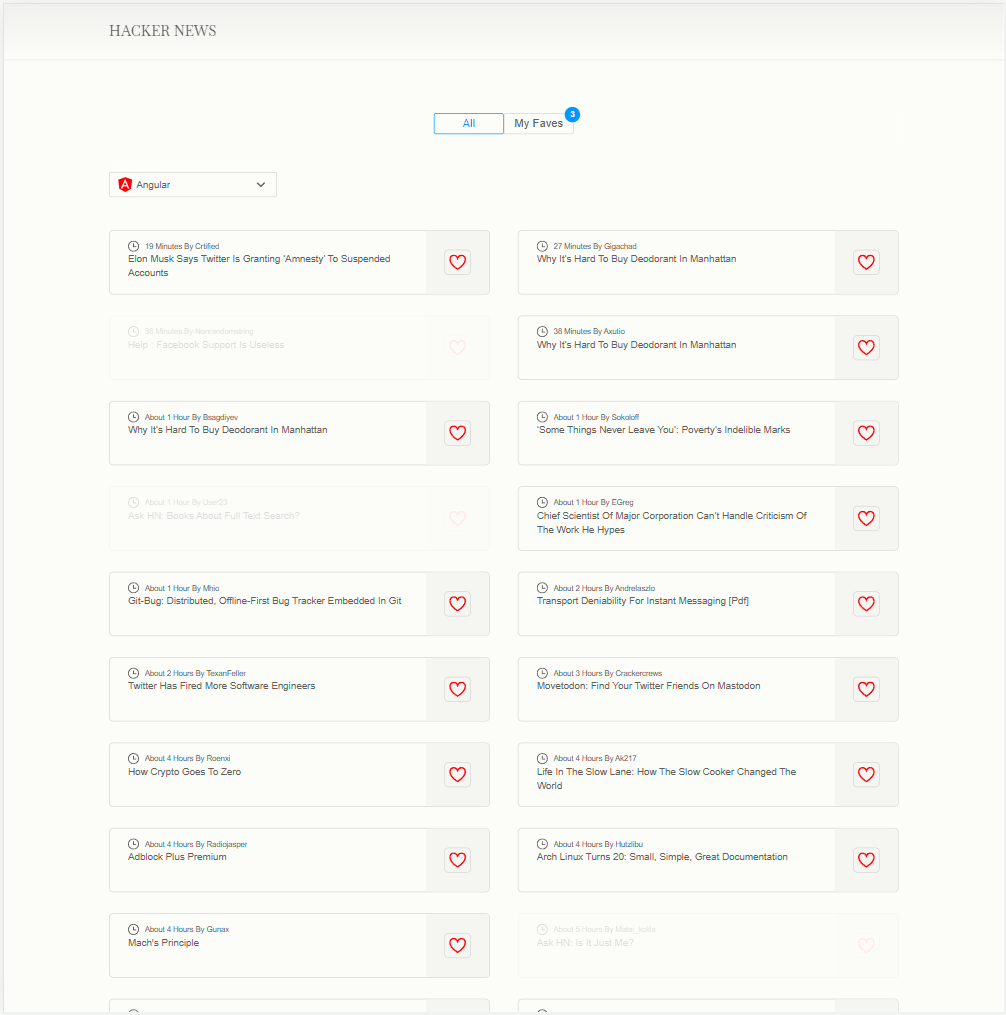 HACKER NEWS
All
My Faves
3
Angular
19 Minutes By Crtified
Elon Musk Says Twitter Is Granting 'Amnesty' To Suspended
Accounts
27 Minutes By Gigachad
Why It's Hard To Buy Deodorant In Manhattan
38 Minutes By Nonrandomstring
Help : Facebook Support Is Useless
38 Minutes By Axutio
Why It's Hard To Buy Deodorant In Manhattan
About 1 Hour By Bsagdiyev
Why It's Hard To Buy Deodorant In Manhattan
About 1 Hour By Sokoloff
'Some Things Never Leave You': Poverty's Indelible Marks
About 1 Hour By User23
Ask HN: Books About Full Text Search?
About 1 Hour By EGreg
Chief Scientist Of Major Corporation Can't Handle Criticism Of
The Work He Hypes
About 1 Hour By Mhio
Git-Bug: Distributed, Offline-First Bug Tracker Embedded In Git
About 2 Hours By Andrelaszlo
Transport Deniability For Instant Messaging [Pdf]
About 2 Hours By TexanFeller
Twitter Has Fired More Software Engineers
About 3 Hours By Crackercrews
Movetodon: Find Your Twitter Friends On Mastodon
About 4 Hours By Roenxi
How Crypto Goes To Zero
About 4 Hours By Ak217
Life In The Slow Lane: How The Slow Cooker Changed The
World
About 4 Hours By Radiojasper
Adblock Plus Premium
About 4 Hours By Hutzlibu
Arch Linux Turns 20: Small, Simple, Great Documentation
About 4 Hours By Gunax
Mach's Principle
About 5 Hours By
Ask HN: Is It Just Me?